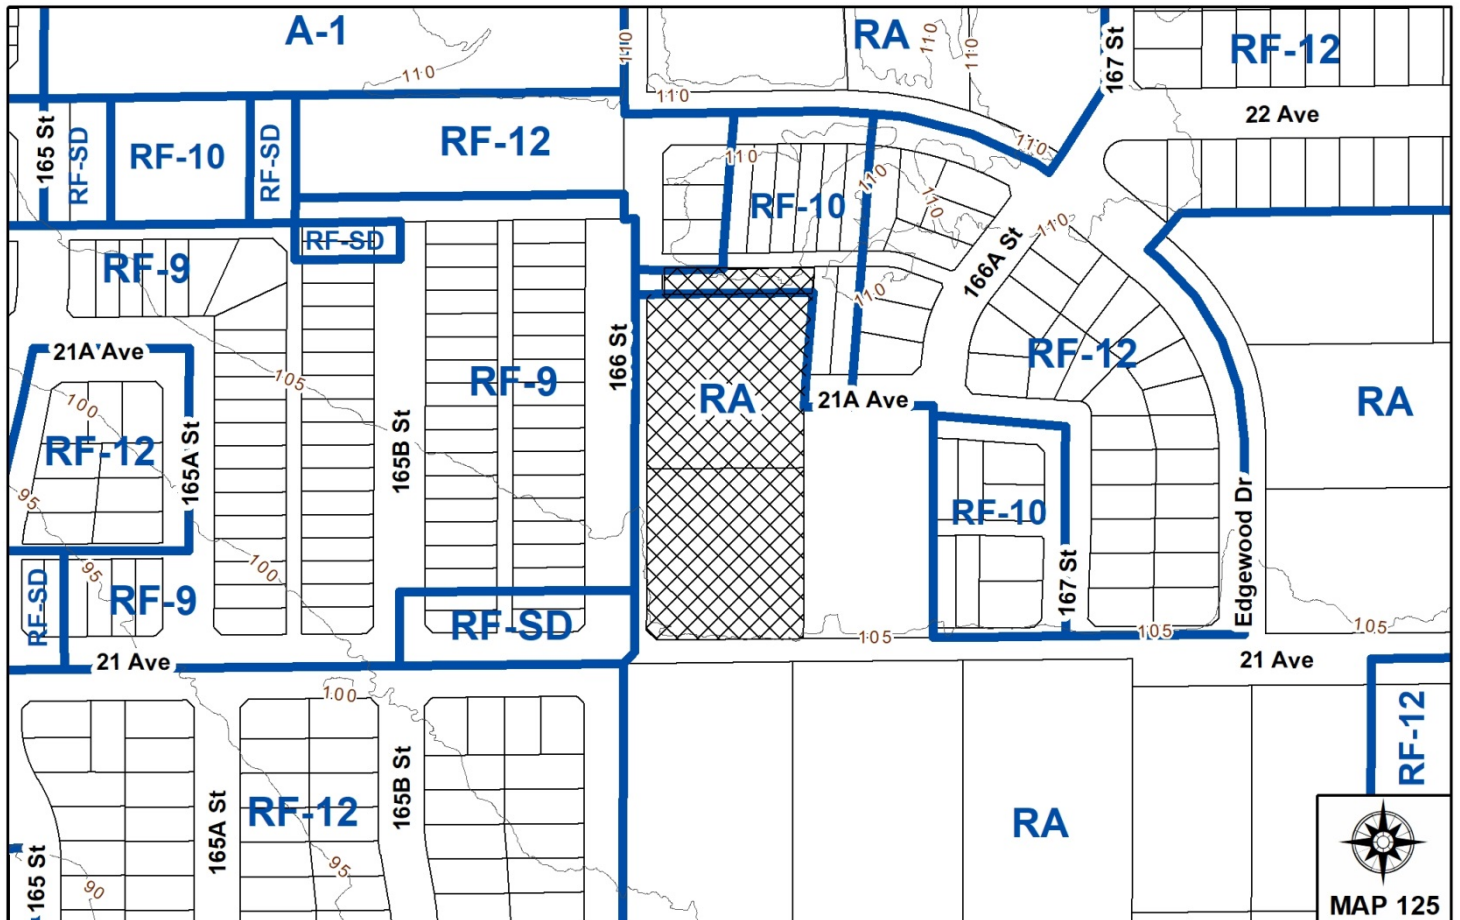 A-1
RA
167 St
RF-12
110
110
110
110
110
22 Ave
165 St
RF-SD
RF-10
RF-SD
RF-12
110
110
110
RF-10
110
110
166A St
RF-SD
RF-9
110
166 St
21A Ave
105
RF-9
RF-12
100
165B St
RA
21A Ave
RA
RF-12
165A St
95
RF-10
Edgewood Dr
100
95
167 St
RF-SD
RF-9
RF-SD
105
105
105
21 Ave
21 Ave
100
RF-12
165B St
165A St
RF-12
RA
95
165 St
90
MAP 125